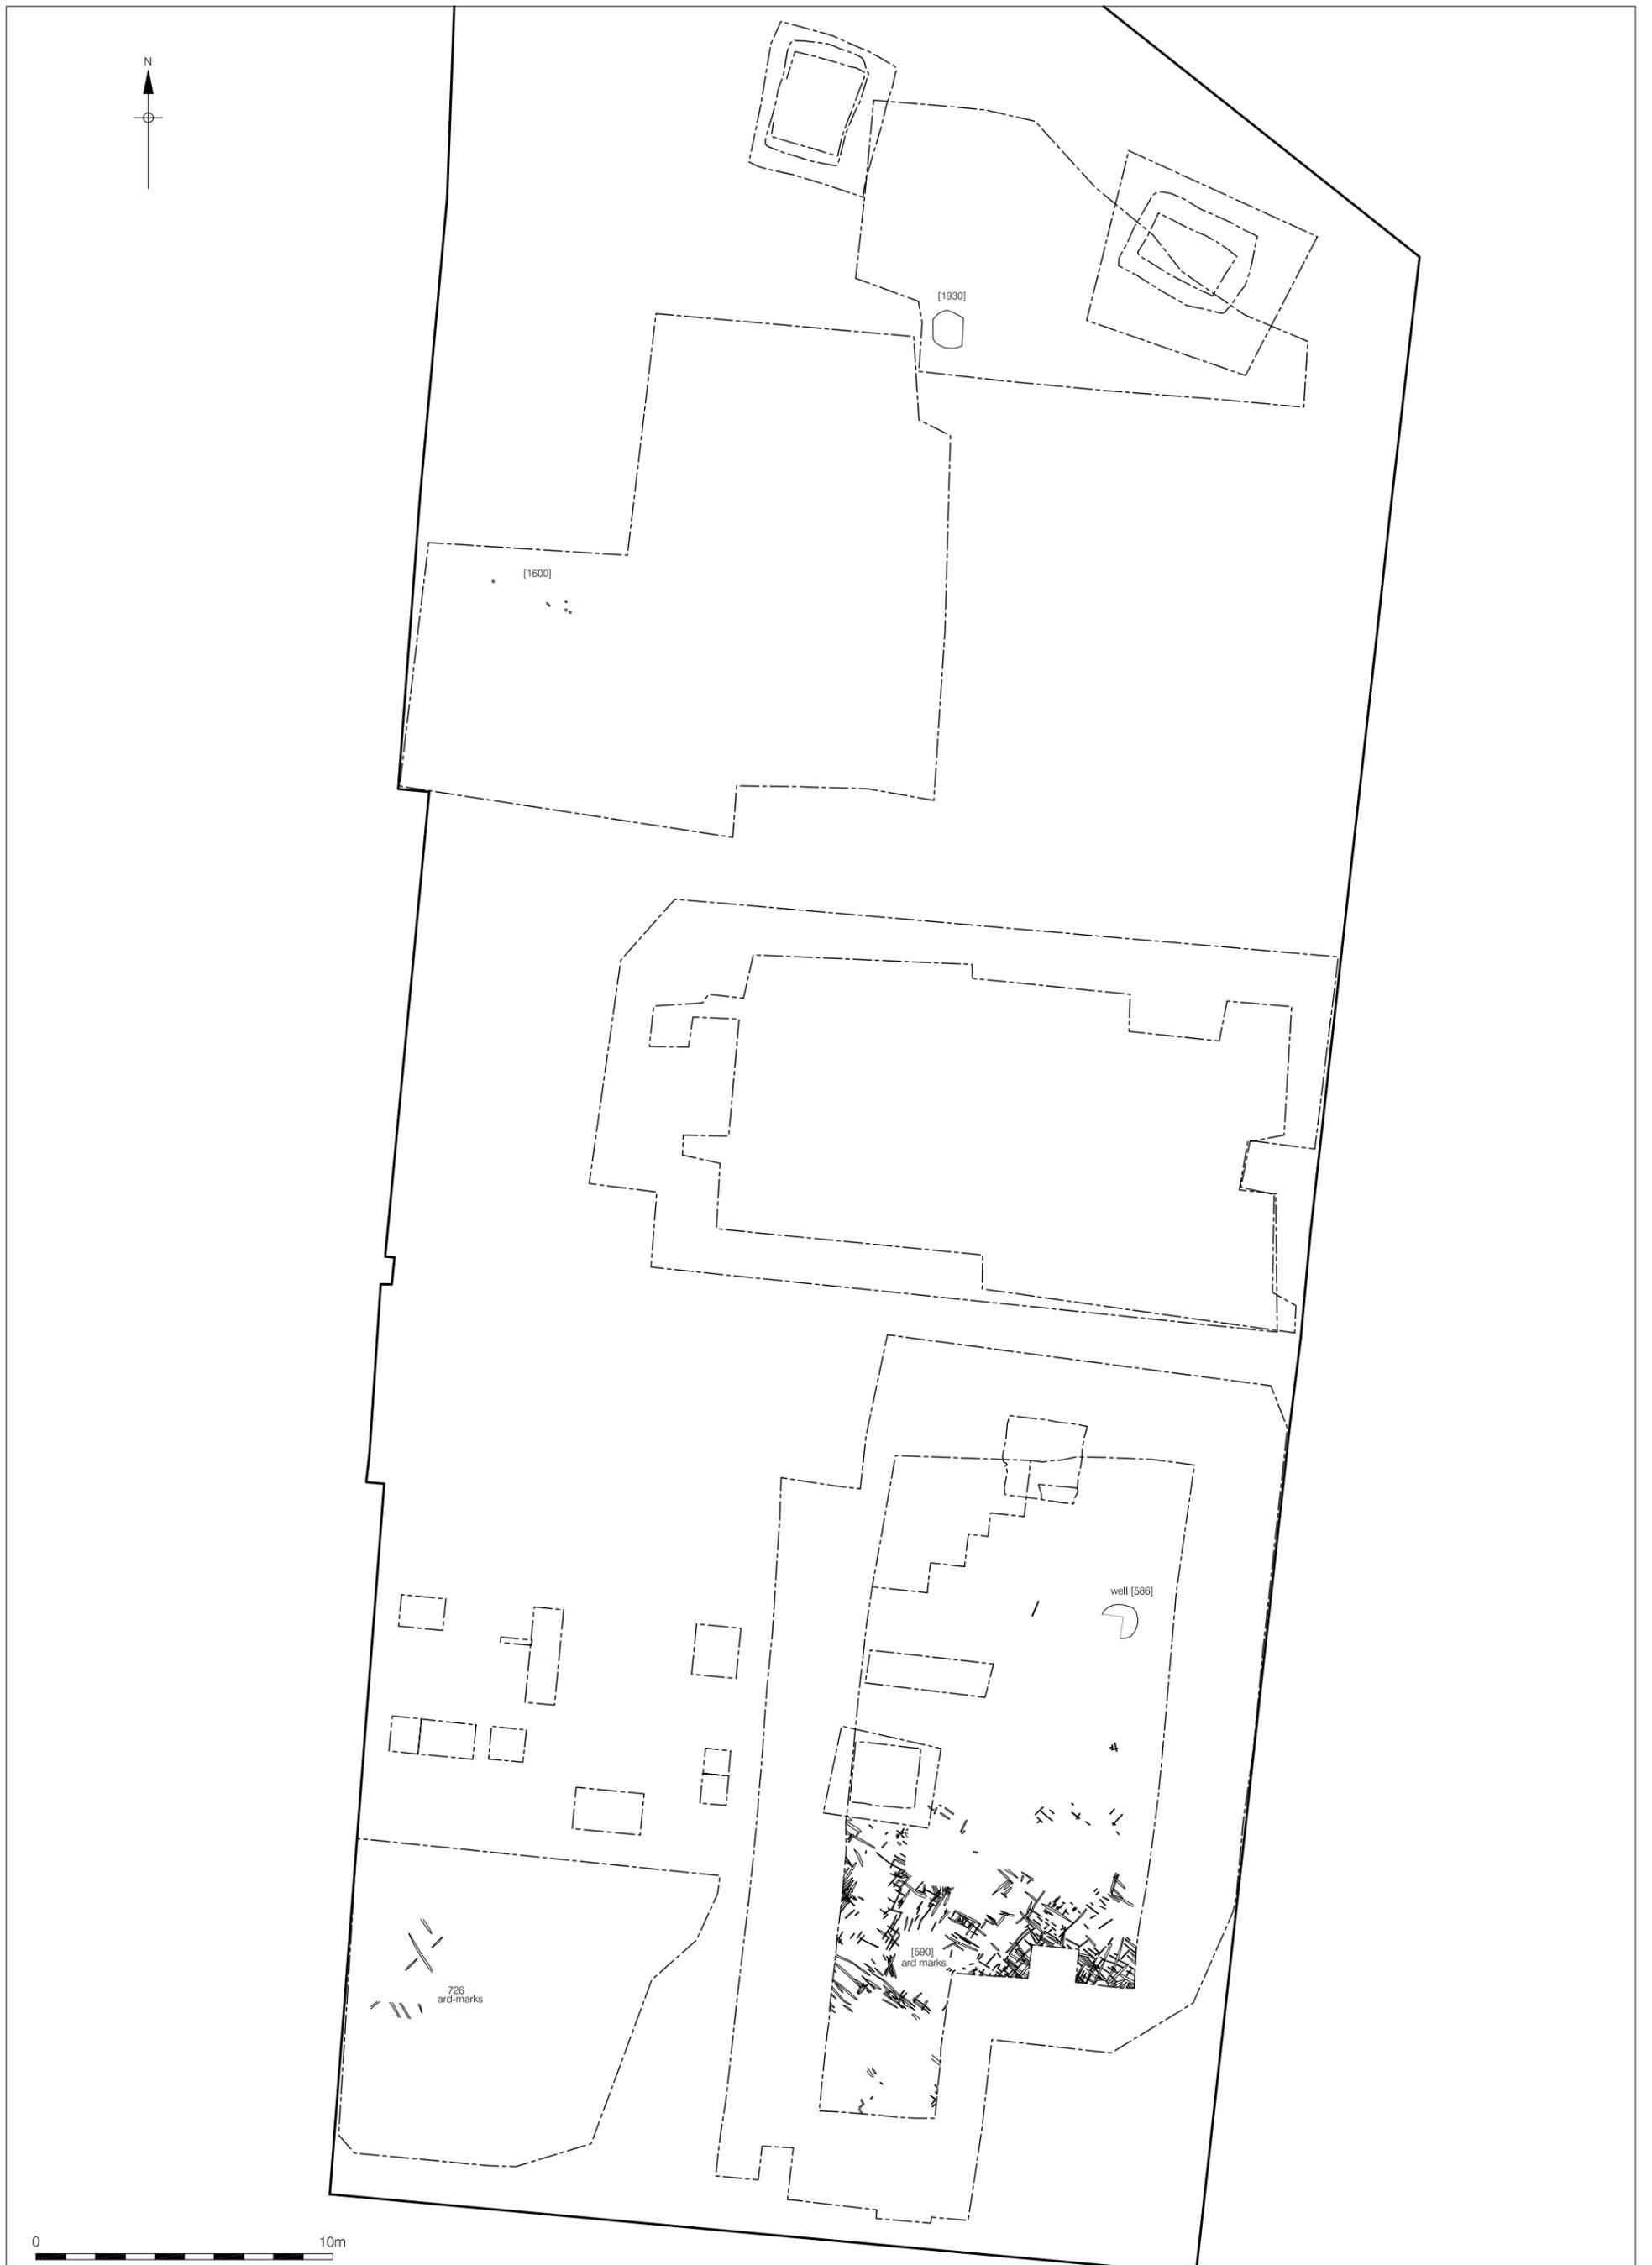 N
[1930]
[1600]
well [586]
[590]
ard marks
726
ard-marks
0 10m